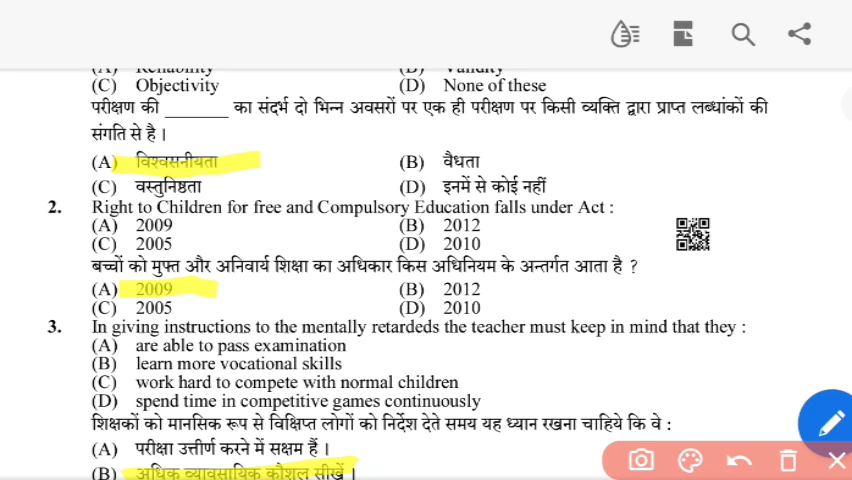 (A) Reliability (B) Validity
(C) Objectivity (D) None of these
परीक्षण की ________ का संदर्भ दो भिन्न अवसरों पर एक ही परीक्षण पर किसी व्यक्ति द्वारा प्राप्त लब्धांकों की
संगति से है।
(A) विश्वसनीयता (B) वैधता
(C) वस्तुनिष्ठता (D) इनमें से कोई नहीं
2. Right to Children for free and Compulsory Education falls under Act :
(A) 2009 (B) 2012
(C) 2005 (D) 2010
बच्चों को मुफ्त और अनिवार्य शिक्षा का अधिकार किस अधिनियम के अन्तर्गत आता है ?
(A) 2009 (B) 2012
(C) 2005 (D) 2010
3. In giving instructions to the mentally retardeds the teacher must keep in mind that they :
(A) are able to pass examination
(B) learn more vocational skills
(C) work hard to compete with normal children
(D) spend time in competitive games continuously
शिक्षकों को मानसिक रूप से विक्षिप्त लोगों को निर्देश देते समय यह ध्यान रखना चाहिये कि वे :
(A) परीक्षा उत्तीर्ण करने में सक्षम हैं।
(B) अधिक व्यावसायिक कौशल सीखें।